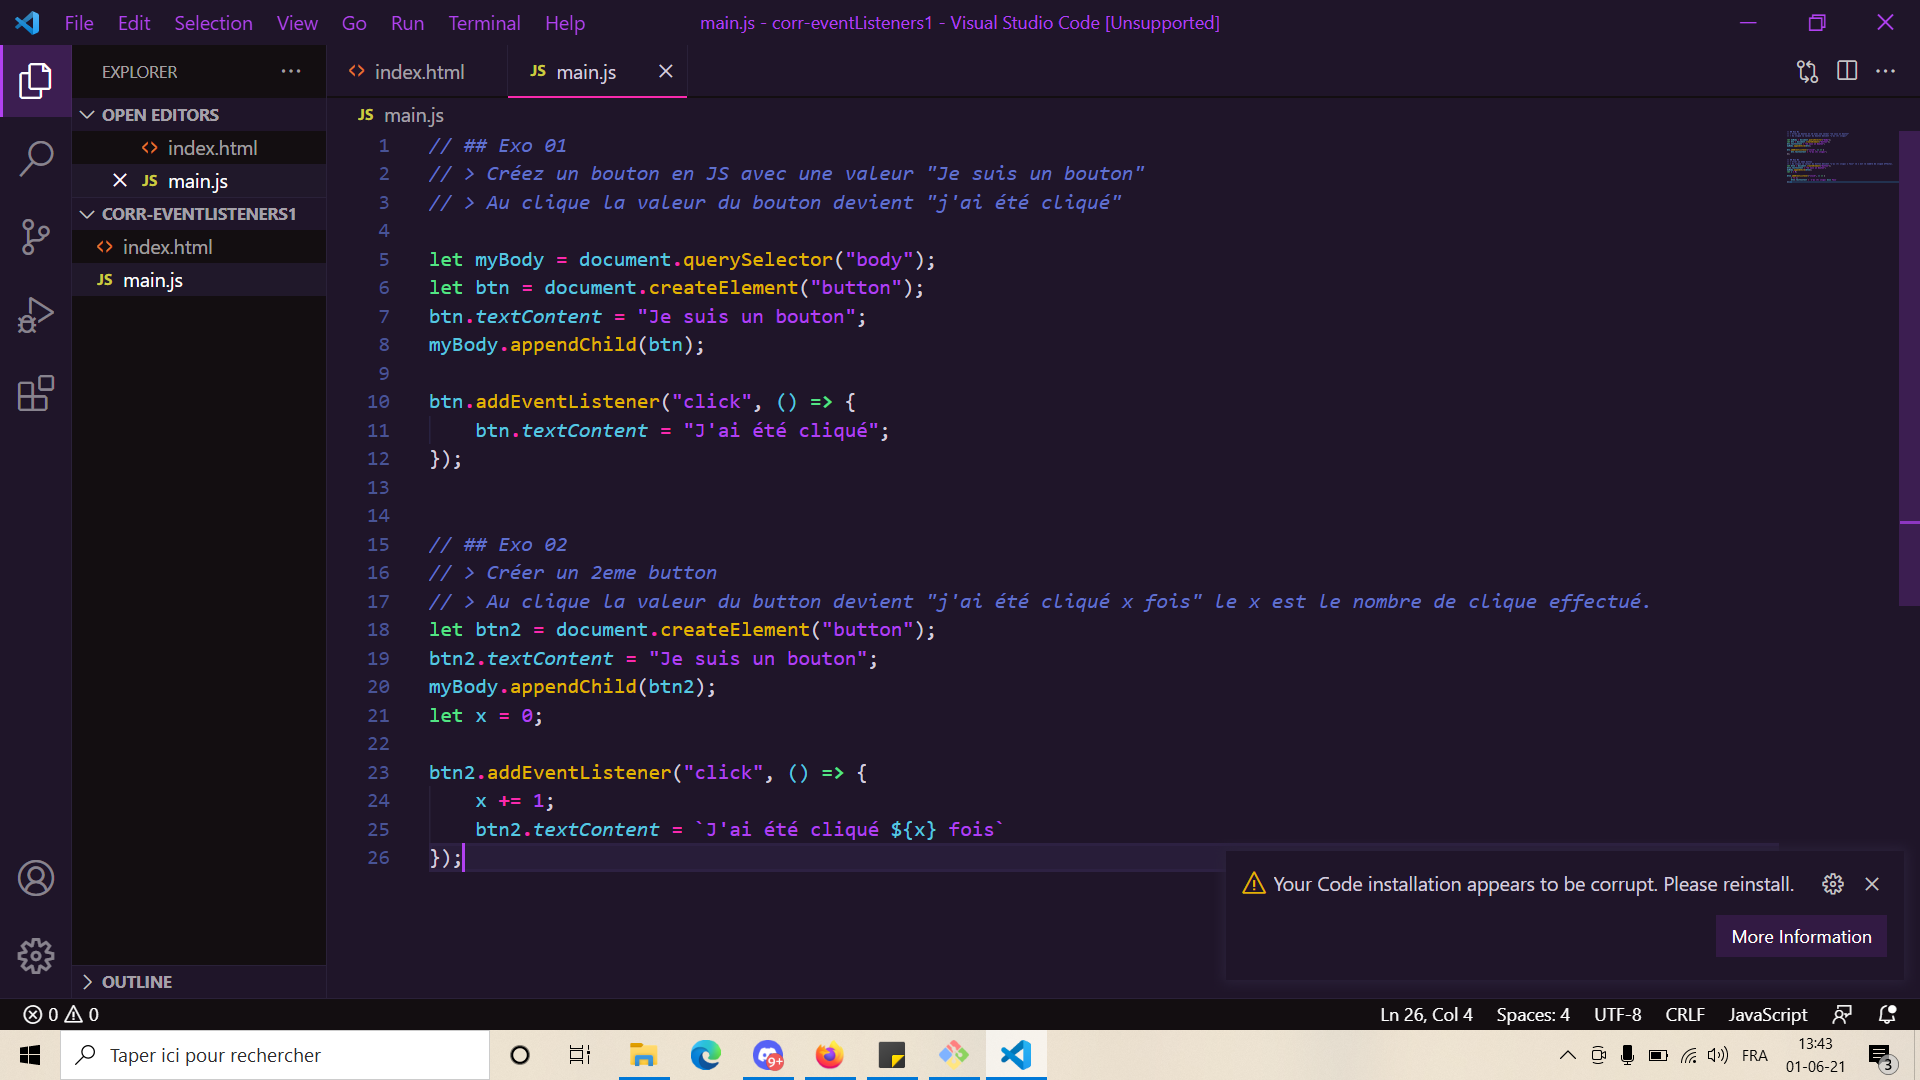 File Edit Selection View Go Run Terminal Help
main.js - corr-eventListeners1 - Visual Studio Code [Unsupported]
EXPLORER
index.html
JS main.js
OPEN EDITORS
index.html
JS main.js
CORR-EVENTLISTENERS1
index.html
JS main.js
OUTLINE
JS main.js
1 // ## Exo 01
2 // > Créez un bouton en JS avec une valeur "Je suis un bouton"
3 // > Au clique la valeur du bouton devient "j'ai été cliqué"
4
5 let myBody = document.querySelector("body");
6 let btn = document.createElement("button");
7 btn.textContent = "Je suis un bouton";
8 myBody.appendChild(btn);
9
10 btn.addEventListener("click", () => {
11 btn.textContent = "J'ai été cliqué";
12 });
13
14
15 // ## Exo 02
16 // > Créer un 2eme button
17 // > Au clique la valeur du button devient "j'ai été cliqué x fois" le x est le nombre de clique effectué.
18 let btn2 = document.createElement("button");
19 btn2.textContent = "Je suis un bouton";
20 myBody.appendChild(btn2);
21 let x = 0;
22
23 btn2.addEventListener("click", () => {
24 x += 1;
25 btn2.textContent = `J'ai été cliqué ${x} fois`
26 });
Your Code installation appears to be corrupt. Please reinstall.
More Information
0 0
Ln 26, Col 4 Spaces: 4 UTF-8 CRLF JavaScript
Taper ici pour rechercher
9+
FRA
13:43
01-06-21
3